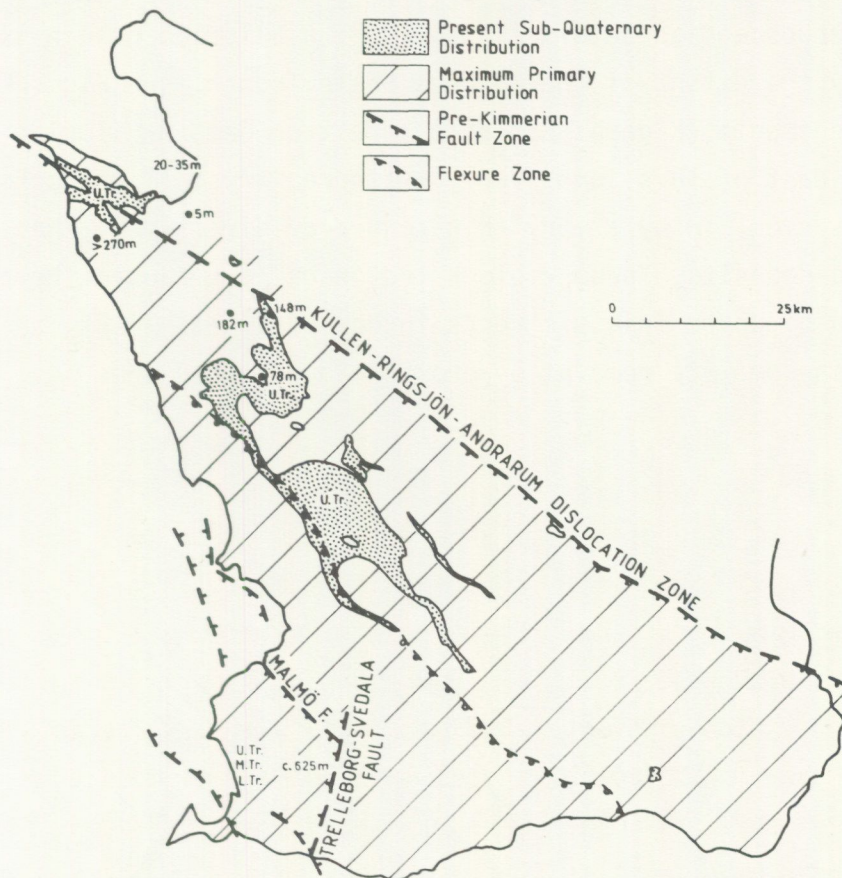 Present Sub-Quaternary
Distribution
Maximum Primary
Distribution
Pre-Kimmerian
Fault Zone
Flexure Zone
0 25km
20-35m
U.Tr.
5m
>270m
148m
182m
78m
U.Tr.
KULLEN-RINGSJÖN-ANDRARUM DISLOCATION ZONE
U.Tr.
MALMÖ F.
U.Tr.
M.Tr.
L.Tr.
c. 625m
TRELLEBORG-SVEDALA
FAULT